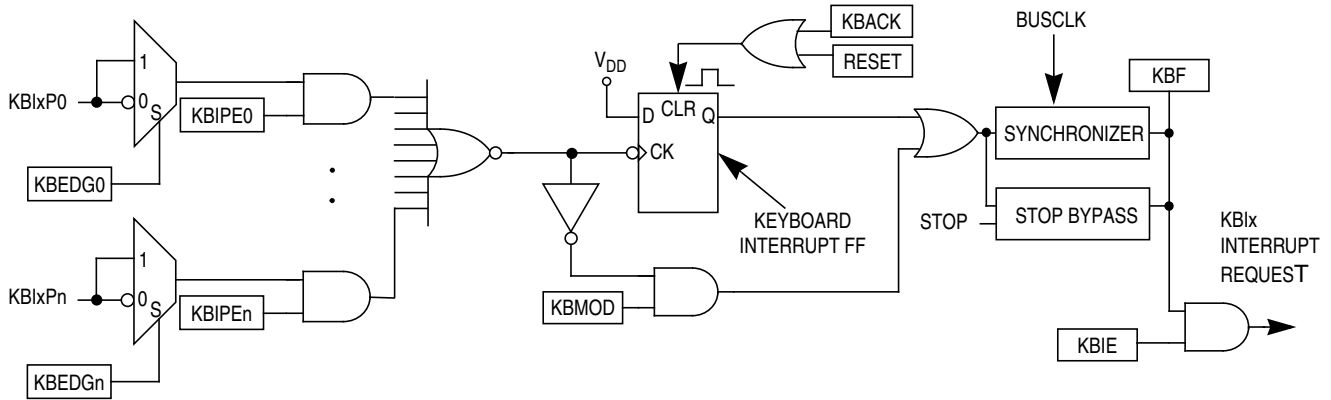 BUSCLK
KBACK
RESET
VDD
KBF
1
KBIxP0
0
S
KBIPE0
D CLR Q
CK
SYNCHRONIZER
KBEDG0
KEYBOARD
INTERRUPT FF
STOP
STOP BYPASS
KBIx
INTERRUPT
REQUEST
1
KBIxPn
0
S
KBIPEn
KBMOD
KBIE
KBEDGn